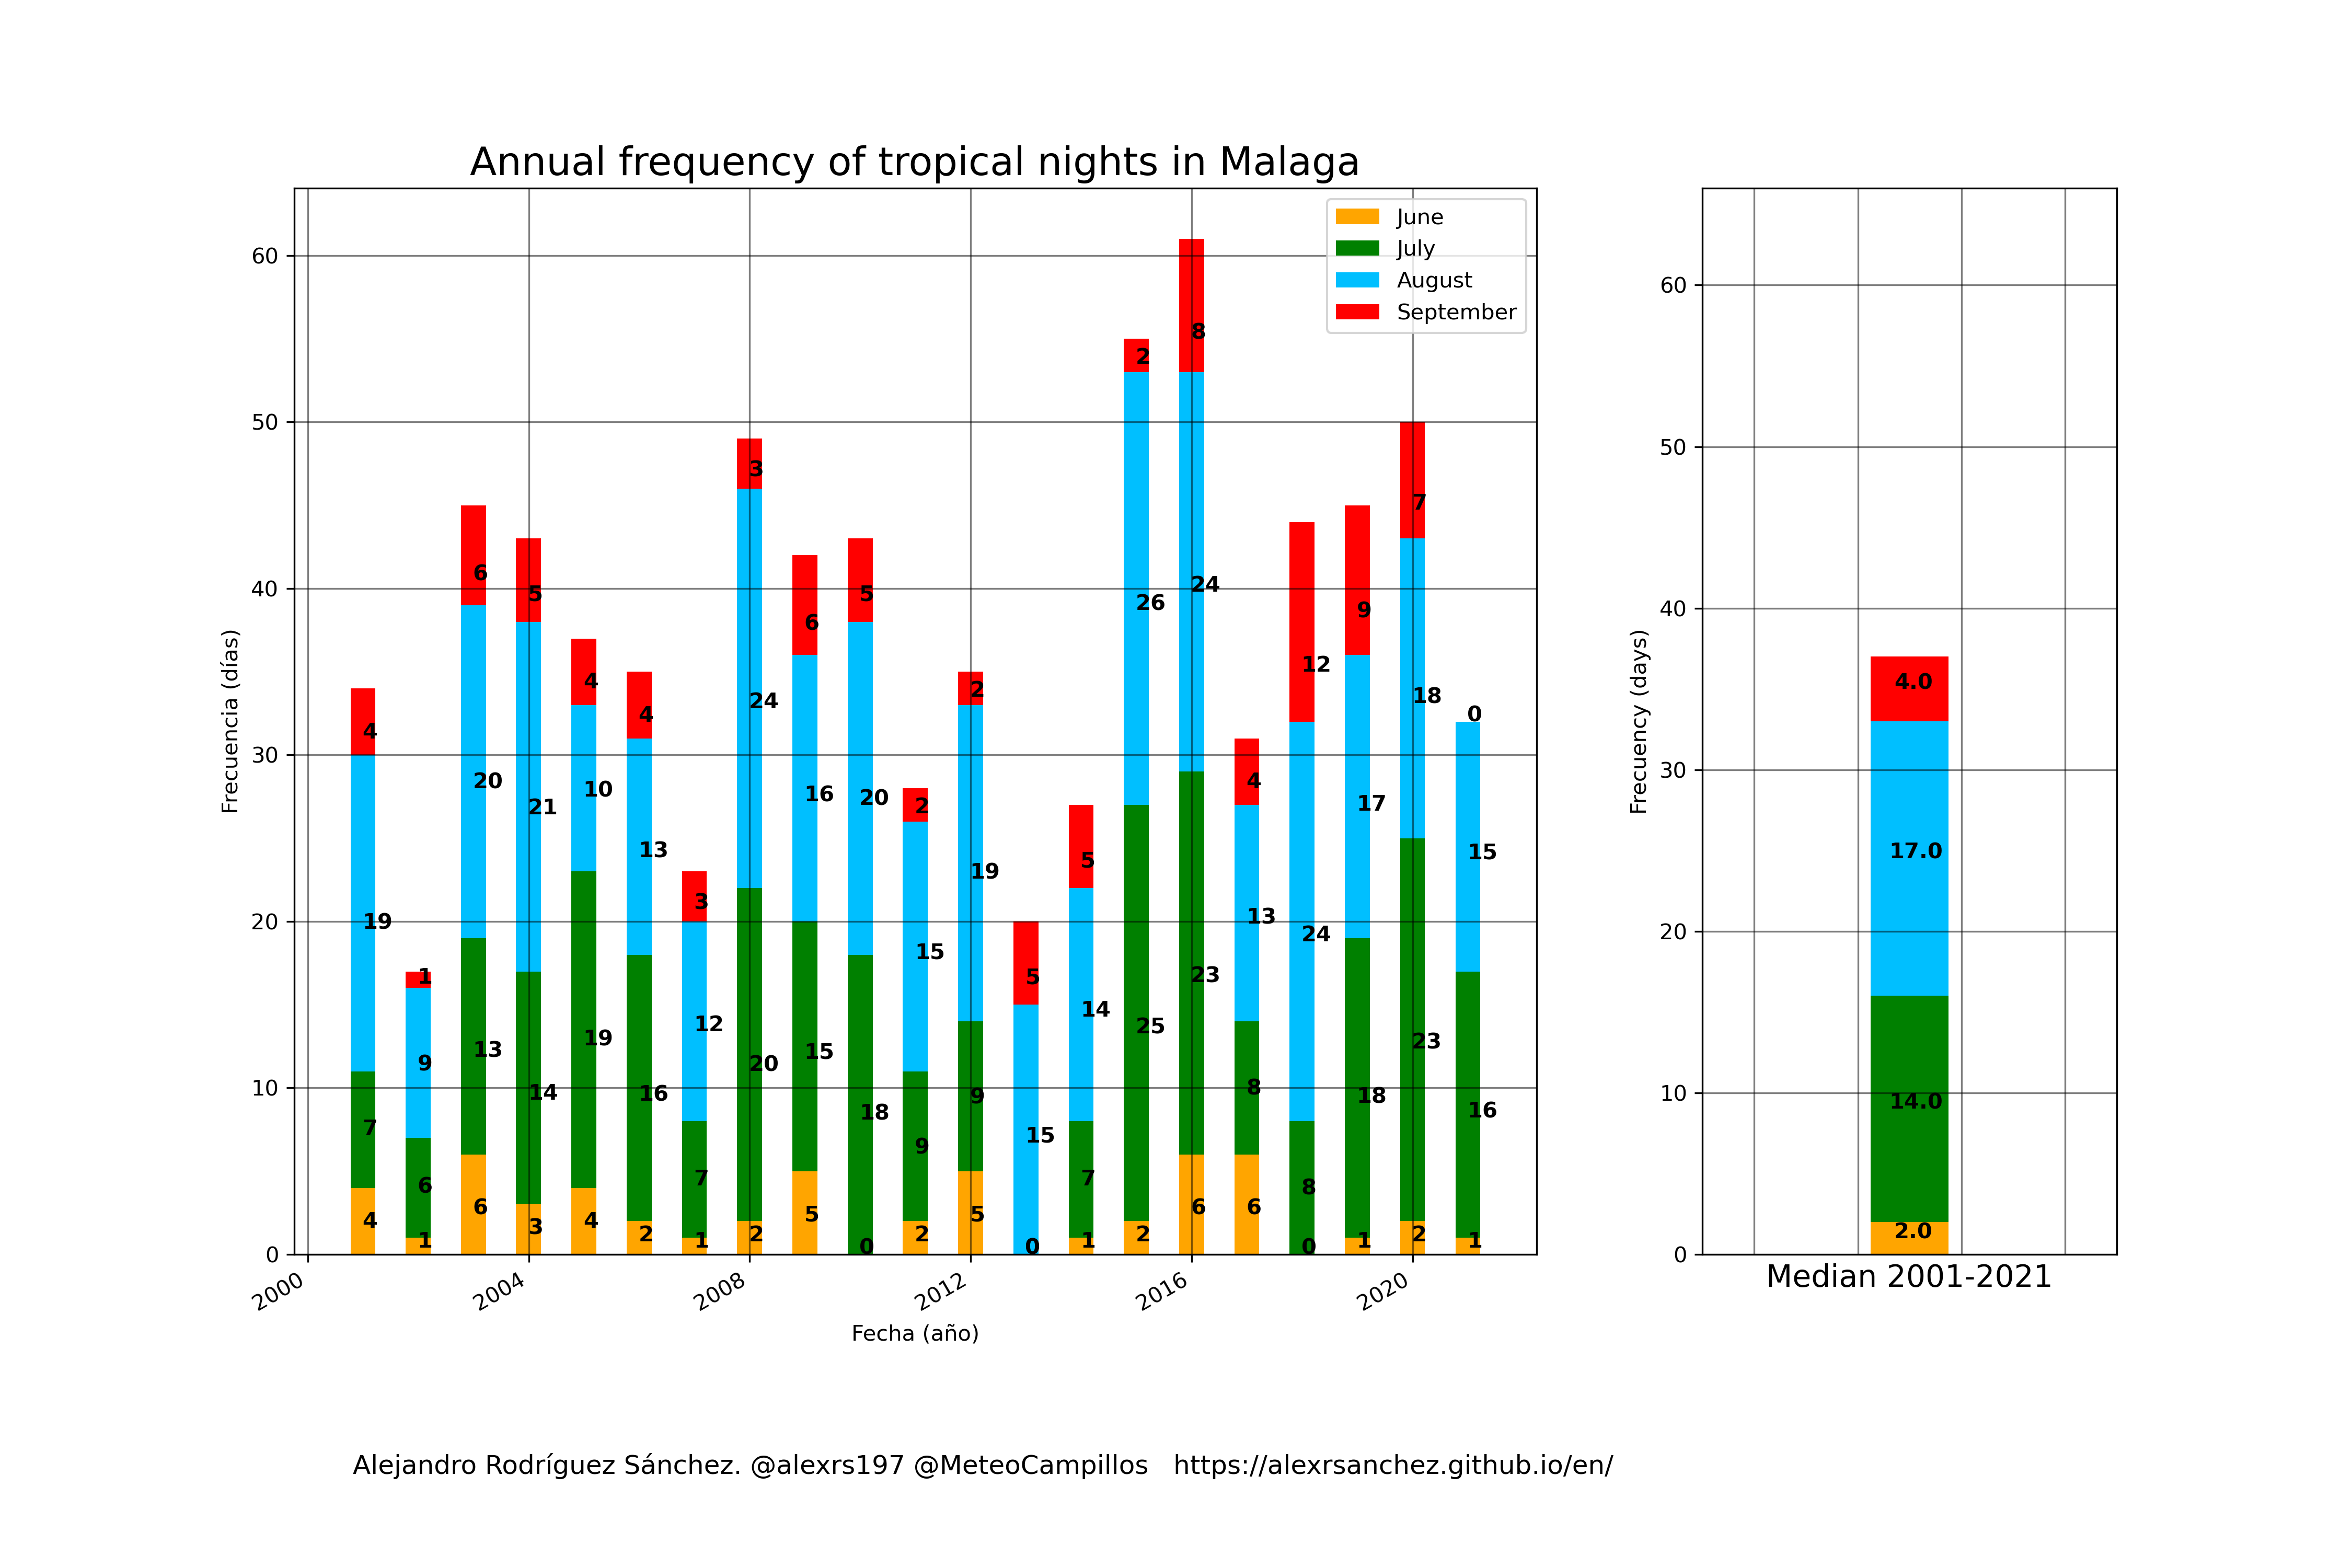 Annual frequency of tropical nights in Malaga
June
July
August
September
60
50
40
30
20
10
0
Frecuencia (días)
4 7 19 4
1 6 9 1
6 13 20 6
3 14 21 5
4 19 10 4
2 16 13 4
1 7 12 3
2 20 24 3
5 15 16 6
0 18 20 5
2 9 15 2
5 9 19 2
0 15 5
1 7 14 5
2 25 26 2
6 23 24 8
6 8 13 4
0 8 24 12
1 18 17 9
2 23 18 7
1 16 15 0
2000 2004 2008 2012 2016 2020
Fecha (año)
60
50
40
30
20
10
0
Frecuency (days)
4.0
17.0
14.0
2.0
Median 2001-2021
Alejandro Rodríguez Sánchez. @alexrs197 @MeteoCampillos https://alexrsanchez.github.io/en/